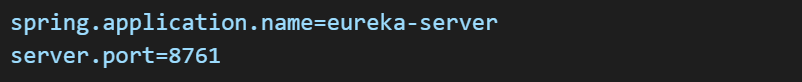 spring.application.name=eureka-server
server.port=8761